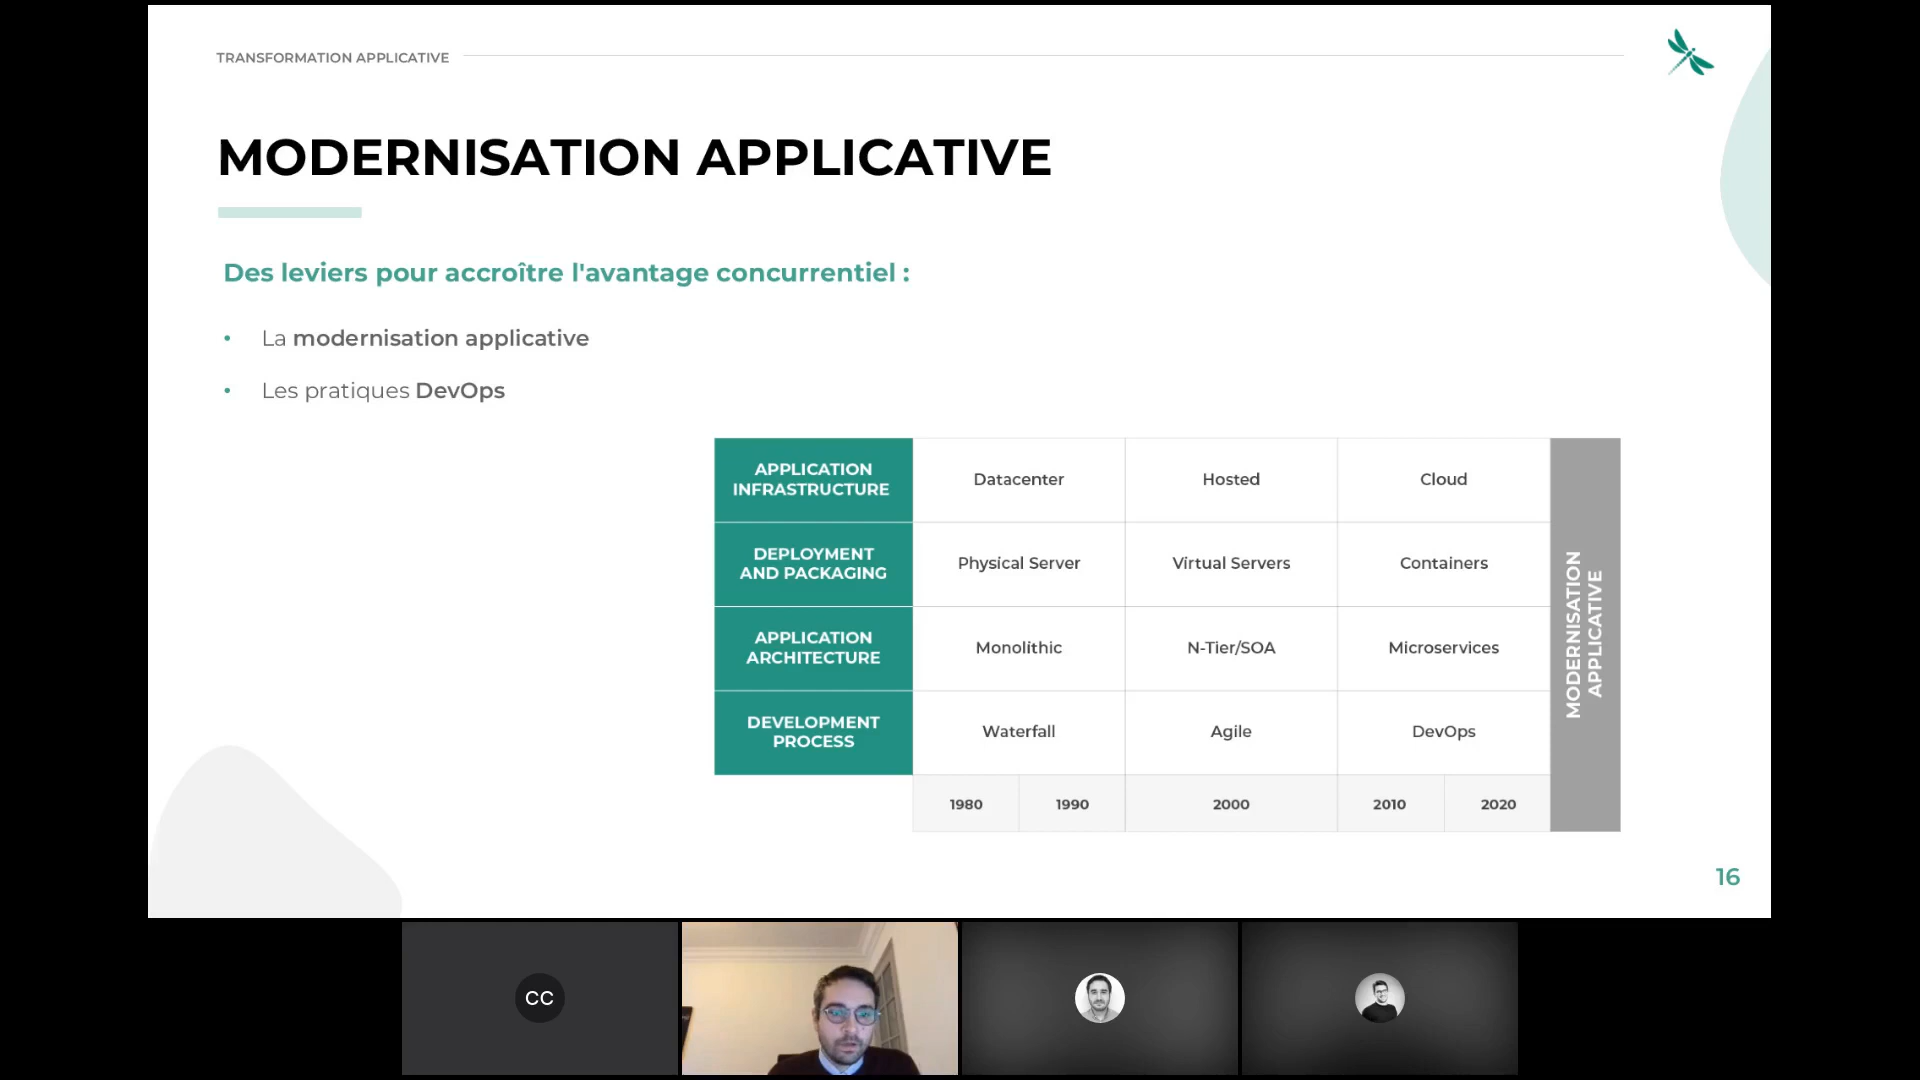 TRANSFORMATION APPLICATIVE
MODERNISATION APPLICATIVE
Des leviers pour accroître l'avantage concurrentiel :
• La modernisation applicative
• Les pratiques DevOps
APPLICATION
INFRASTRUCTURE
Datacenter
Hosted
Cloud
DEPLOYMENT
AND PACKAGING
Physical Server
Virtual Servers
Containers
APPLICATION
ARCHITECTURE
Monolithic
N-Tier/SOA
Microservices
DEVELOPMENT
PROCESS
Waterfall
Agile
DevOps
1980
1990
2000
2010
2020
MODERNISATION
APPLICATIVE
16
CC